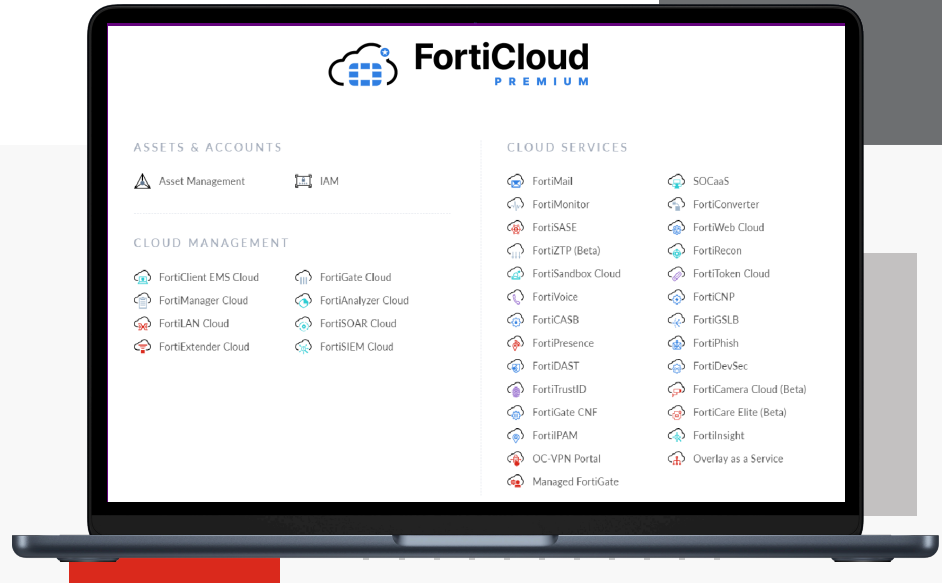 FortiCloud
PREMIUM
ASSETS & ACCOUNTS
Asset Management
IAM
CLOUD MANAGEMENT
FortiClient EMS Cloud
FortiGate Cloud
FortiManager Cloud
FortiAnalyzer Cloud
FortiLAN Cloud
FortiSOAR Cloud
FortiExtender Cloud
FortiSIEM Cloud
CLOUD SERVICES
FortiMail
SOCaaS
FortiMonitor
FortiConverter
FortiSASE
FortiWeb Cloud
FortiZTP (Beta)
FortiRecon
FortiSandbox Cloud
FortiToken Cloud
FortiVoice
FortiCNP
FortiCASB
FortiGSLB
FortiPresence
FortiPhish
FortiDAST
FortiDevSec
FortiTrustID
FortiCamera Cloud (Beta)
FortiGate CNF
FortiCare Elite (Beta)
FortiIPAM
FortiInsight
OC-VPN Portal
Overlay as a Service
Managed FortiGate